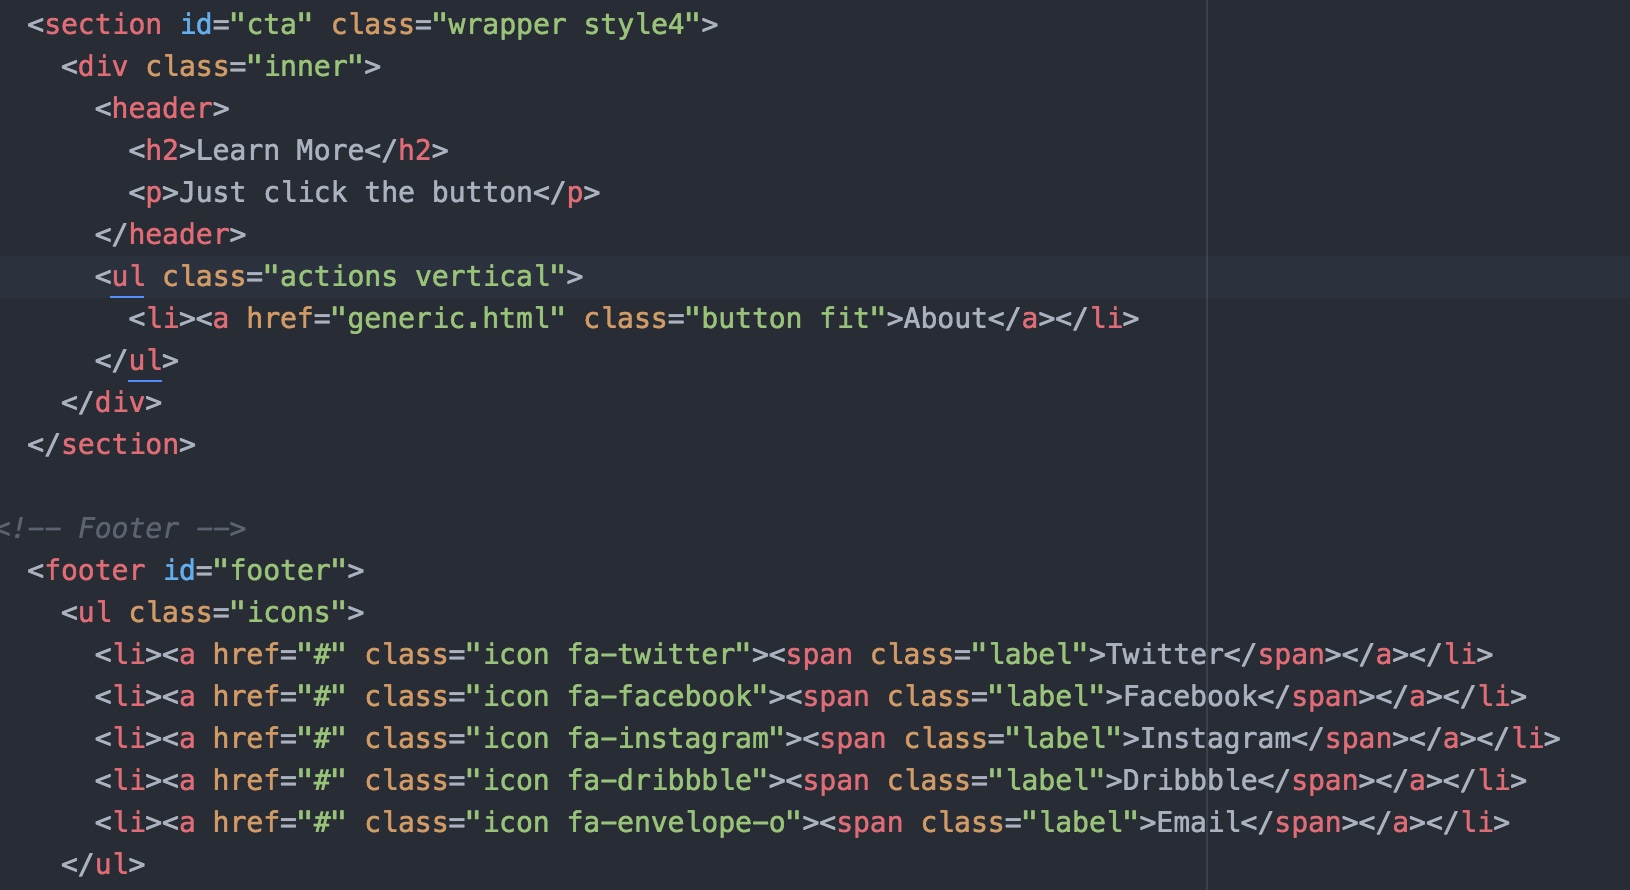 <section id="cta" class="wrapper style4">
<div class="inner">
<header>
<h2>Learn More</h2>
<p>Just click the button</p>
</header>
<ul class="actions vertical">
<li><a href="generic.html" class="button fit">About</a></li>
</ul>
</div>
</section>
<!-- Footer -->
<footer id="footer">
<ul class="icons">
<li><a href="#" class="icon fa-twitter"><span class="label">Twitter</span></a></li>
<li><a href="#" class="icon fa-facebook"><span class="label">Facebook</span></a></li>
<li><a href="#" class="icon fa-instagram"><span class="label">Instagram</span></a></li>
<li><a href="#" class="icon fa-dribbble"><span class="label">Dribbble</span></a></li>
<li><a href="#" class="icon fa-envelope-o"><span class="label">Email</span></a></li>
</ul>